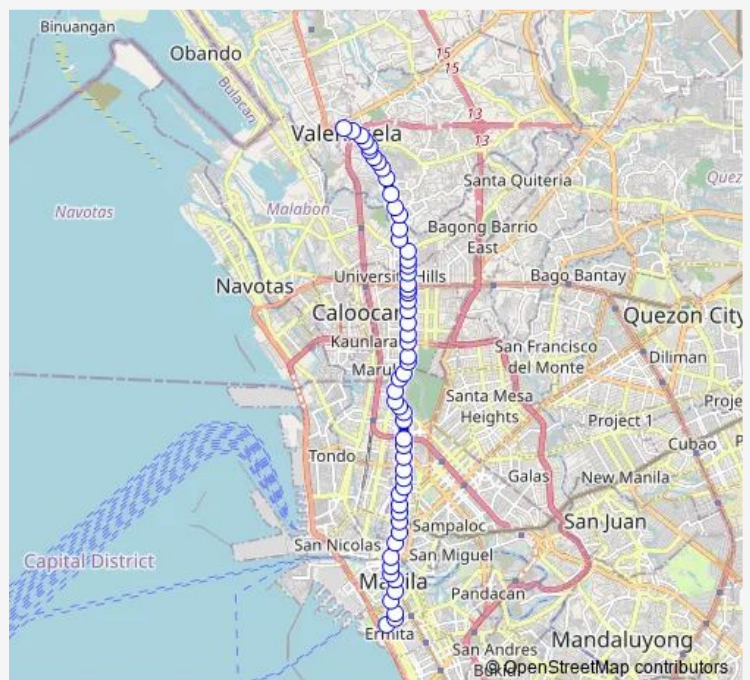 Binuangan
Obando
15
15
Bulacan
13
Valenzuela
13
Santa Quiteria
Quez
Navotas
Malabon
Bagong Barrio
East
Universit Hills
Bago Bantay
Navotas
Caloocan
Quezon City
Kaunlara
San Francisco
del Monte
Diliman
Marul
Santa Mesa
Heights
Proje
Project 1
Cubao
P
Tondo
Galas
New Manila
Sampaloc
San Juan
San Nicolas
San Miguel
Capital District
Manila
Pandacan
Ermita
San Andres
Mandaluyong
Bukid
© OpenStreetMap contributors